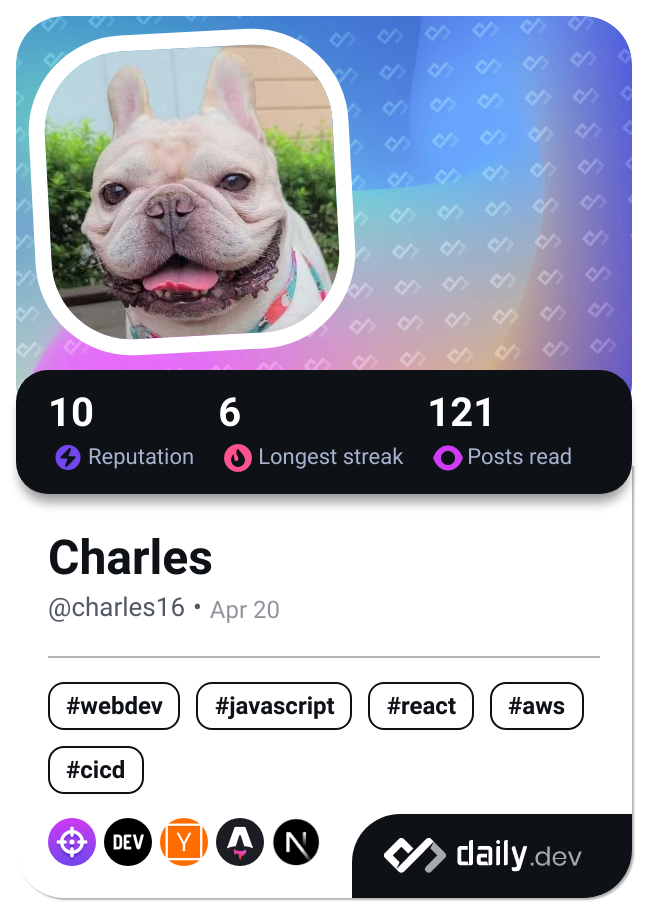 10 6 121
Reputation Longest streak Posts read
Charles
@charles16 • Apr 20
#webdev #javascript #react #aws
#cicd
DEV Y A N daily.dev